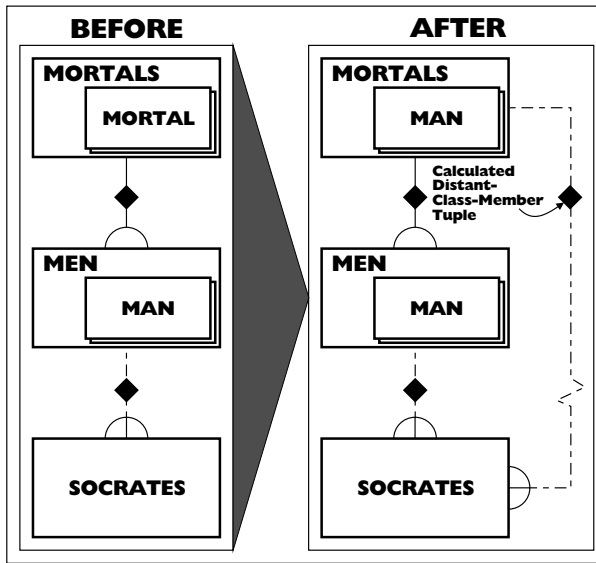 BEFORE
MORTALS
MORTAL
MEN
MAN
SOCRATES
AFTER
MORTALS
MAN
Calculated
Distant-
Class-Member
Tuple
MEN
MAN
SOCRATES